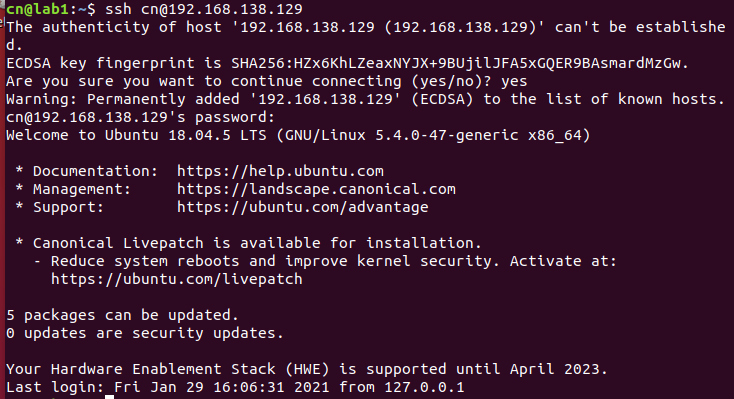 cn@lab1:~$ ssh cn@192.168.138.129
The authenticity of host '192.168.138.129 (192.168.138.129)' can't be establishe
d.
ECDSA key fingerprint is SHA256:HZx6KhLZeaxNYJX+9BUjilJFA5xGQER9BAsmardMzGw.
Are you sure you want to continue connecting (yes/no)? yes
Warning: Permanently added '192.168.138.129' (ECDSA) to the list of known hosts.
cn@192.168.138.129's password:
Welcome to Ubuntu 18.04.5 LTS (GNU/Linux 5.4.0-47-generic x86_64)

 * Documentation:  https://help.ubuntu.com
 * Management:     https://landscape.canonical.com
 * Support:        https://ubuntu.com/advantage

 * Canonical Livepatch is available for installation.
   - Reduce system reboots and improve kernel security. Activate at:
     https://ubuntu.com/livepatch

5 packages can be updated.
0 updates are security updates.

Your Hardware Enablement Stack (HWE) is supported until April 2023.
Last login: Fri Jan 29 16:06:31 2021 from 127.0.0.1